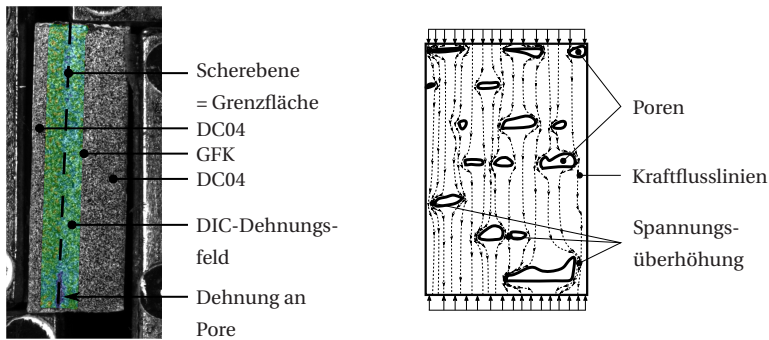 Scherebene
= Grenzfläche
DC04
GFK
DC04
DIC-Dehnungs-
feld
Dehnung an
Pore
Poren
Kraftflusslinien
Spannungs-
überhöhung